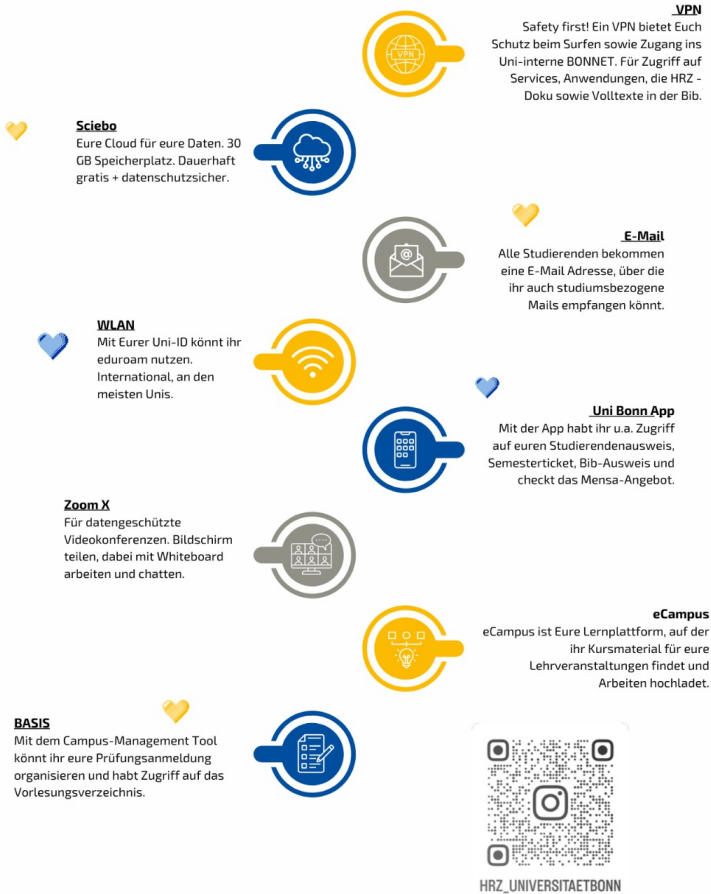 VPN
Safety first! Ein VPN bietet Euch
Schutz beim Surfen sowie Zugang ins
Uni-interne BONNET. Für Zugriff auf
Services, Anwendungen, die HRZ -
Doku sowie Volltexte in der Bib.
VPN
Sciebo
Eure Cloud für eure Daten. 30
GB Speicherplatz. Dauerhaft
gratis + datenschutzsicher.
E-Mail
Alle Studierenden bekommen
eine E-Mail Adresse, über die
ihr auch studiumsbezogene
Mails empfangen könnt.
@
WLAN
Mit Eurer Uni-ID könnt ihr
eduroam nutzen.
International, an den
meisten Unis.
Uni Bonn App
Mit der App habt ihr u.a. Zugriff
auf euren Studierendenausweis,
Semesterticket, Bib-Ausweis und
checkt das Mensa-Angebot.
Zoom X
Für datengeschützte
Videokonferenzen. Bildschirm
teilen, dabei mit Whiteboard
arbeiten und chatten.
eCampus
eCampus ist Eure Lernplattform, auf der
ihr Kursmaterial für eure
Lehrveranstaltungen findet und
Arbeiten hochladet.
BASIS
Mit dem Campus-Management Tool
könnt ihr eure Prüfungsanmeldung
organisieren und habt Zugriff auf das
Vorlesungsverzeichnis.
HRZ_UNIVERSITAETBONN